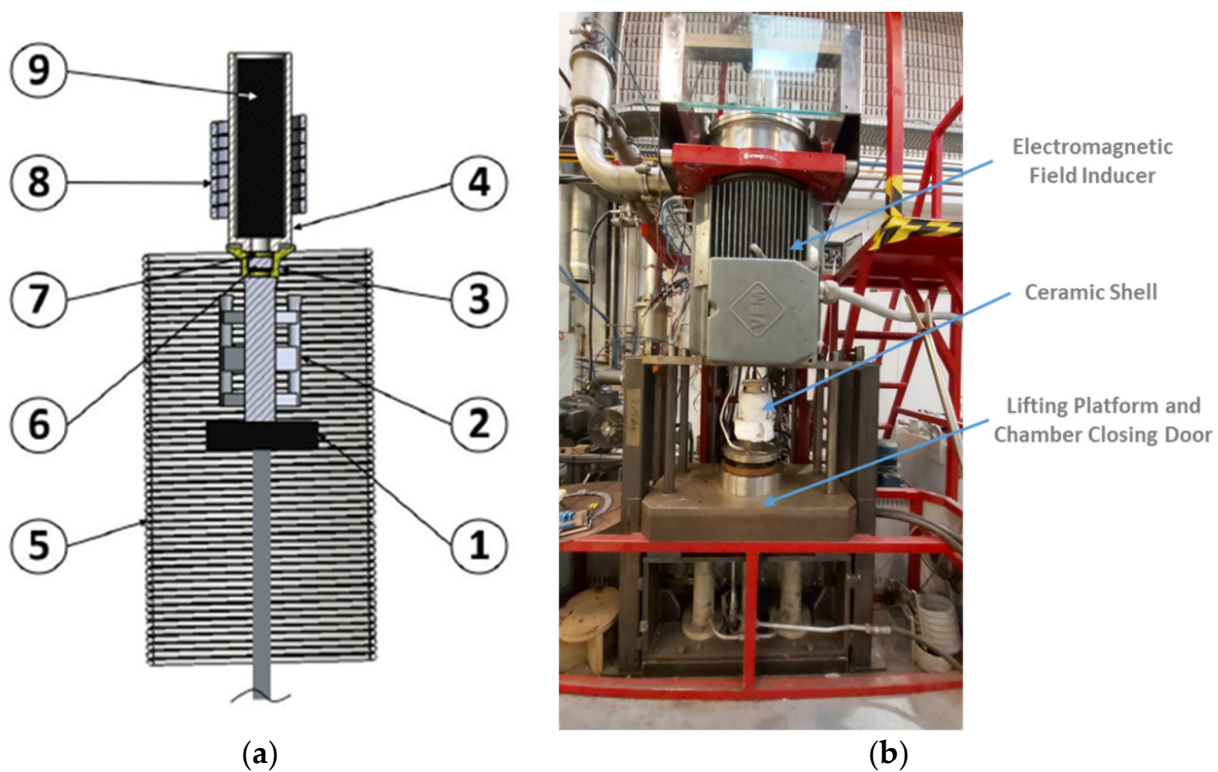 9
8
4
7
3
6
2
5
1
Electromagnetic
Field Inducer
Ceramic Shell
Lifting Platform and
Chamber Closing Door
VEM
(a)
(b)